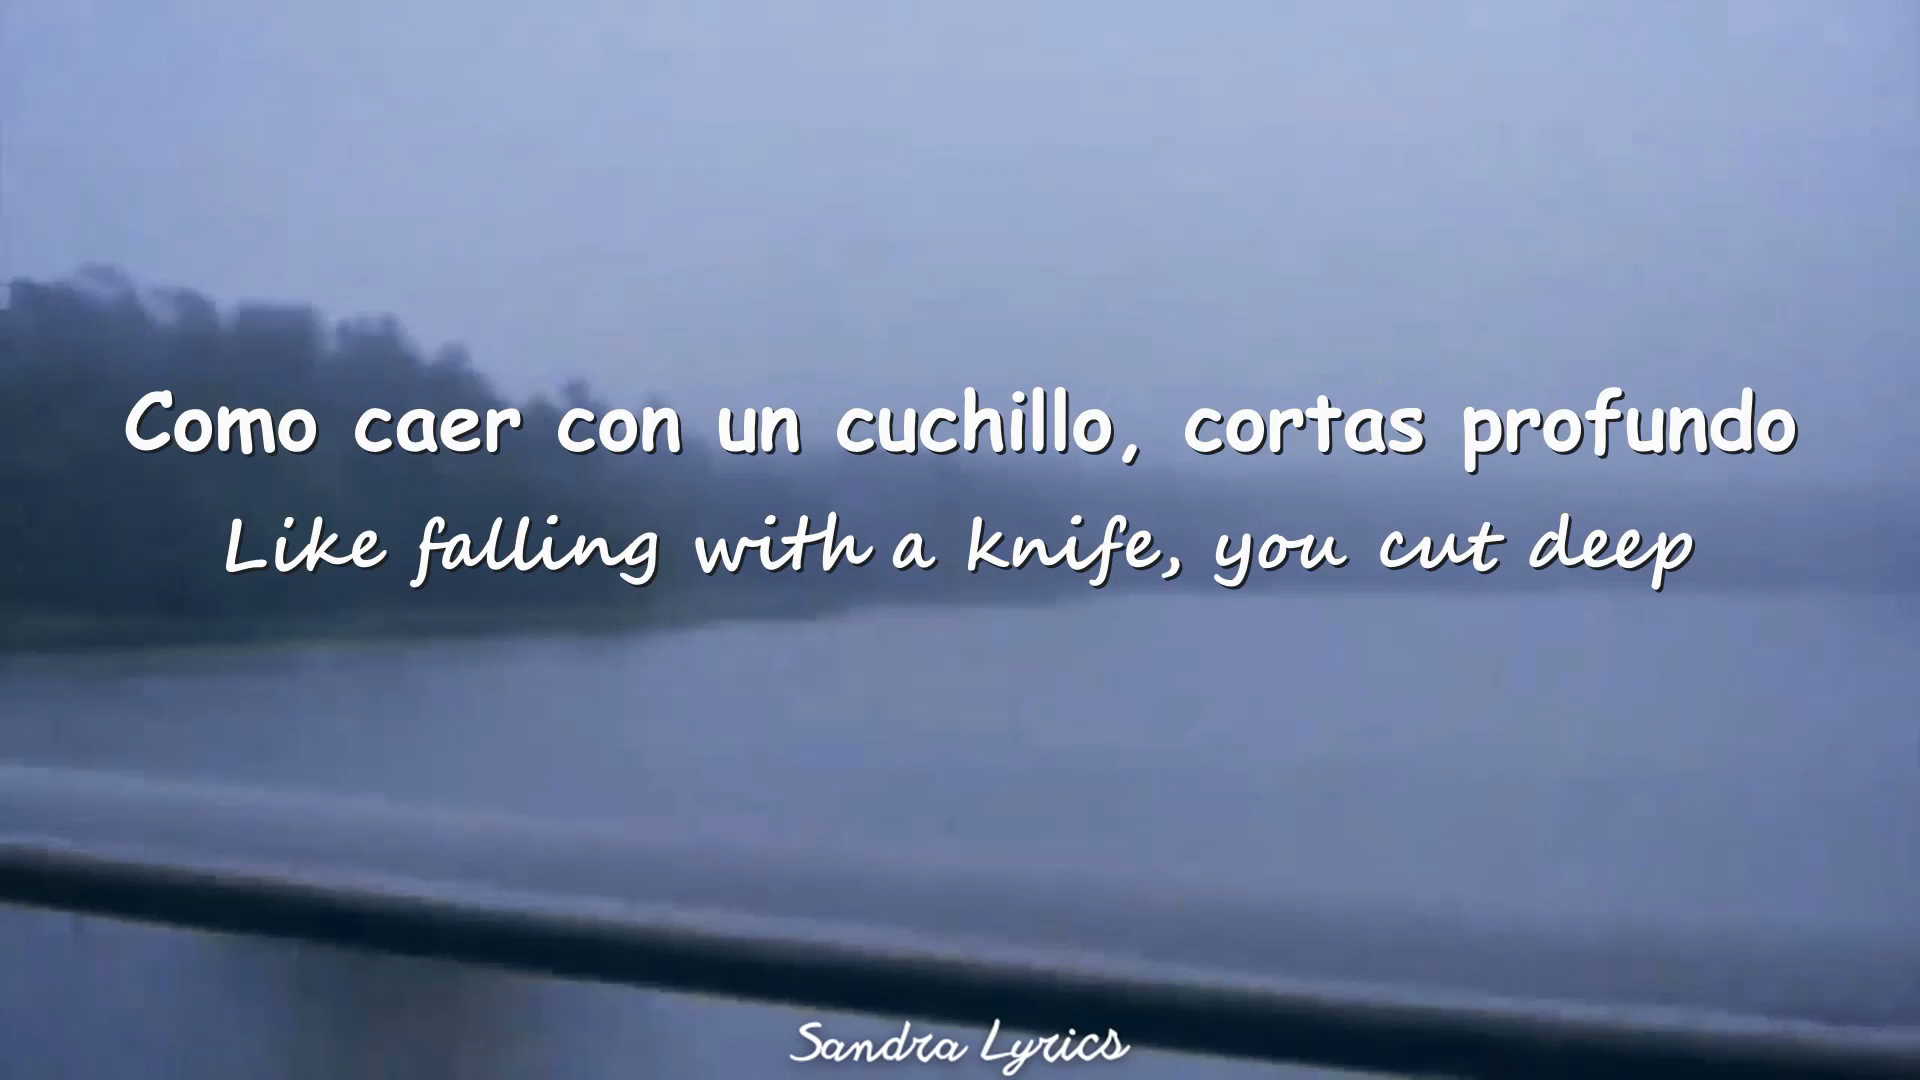 Como caer con un cuchillo, cortas profundo
Like falling with a knife, you cut deep
Sandra Lyrics